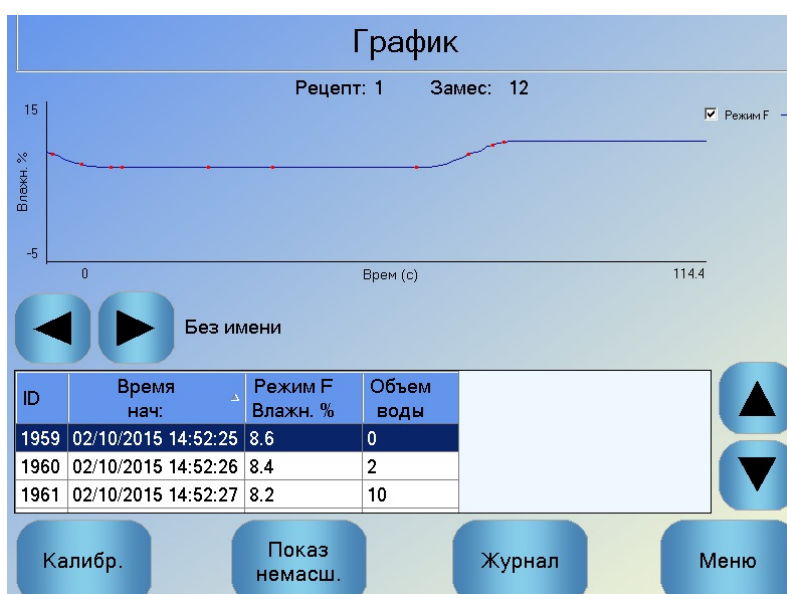 График
Рецепт: 1 Замес: 12
15
Режим F
Влажн. %
-5
0
Врем (с)
114.4
Без имени
ID
Время
нач:
Режим F
Влажн. %
Объем
воды
1959 02/10/2015 14:52:25 8.6 0
1960 02/10/2015 14:52:26 8.4 2
1961 02/10/2015 14:52:27 8.2 10
Калибр.
Показ
немасш.
Журнал
Меню